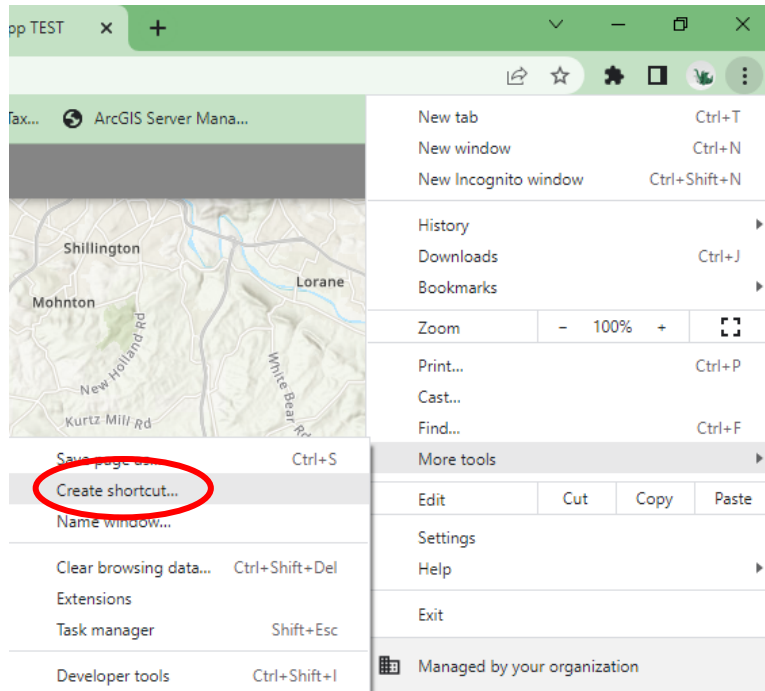 pp TEST
Tax... ArcGIS Server Mana...
New tab Ctrl+T
New window Ctrl+N
New Incognito window Ctrl+Shift+N
History
Downloads Ctrl+J
Bookmarks
Zoom - 100% +
Print... Ctrl+P
Cast...
Find... Ctrl+F
More tools
Edit Cut Copy Paste
Settings
Help
Exit
Managed by your organization
Shillington
Lorane
Mohnton
New Holland Rd
White Bear Rd
Kurtz Mill Rd
Save page as... Ctrl+S
Create shortcut...
Name window...
Clear browsing data... Ctrl+Shift+Del
Extensions
Task manager Shift+Esc
Developer tools Ctrl+Shift+I